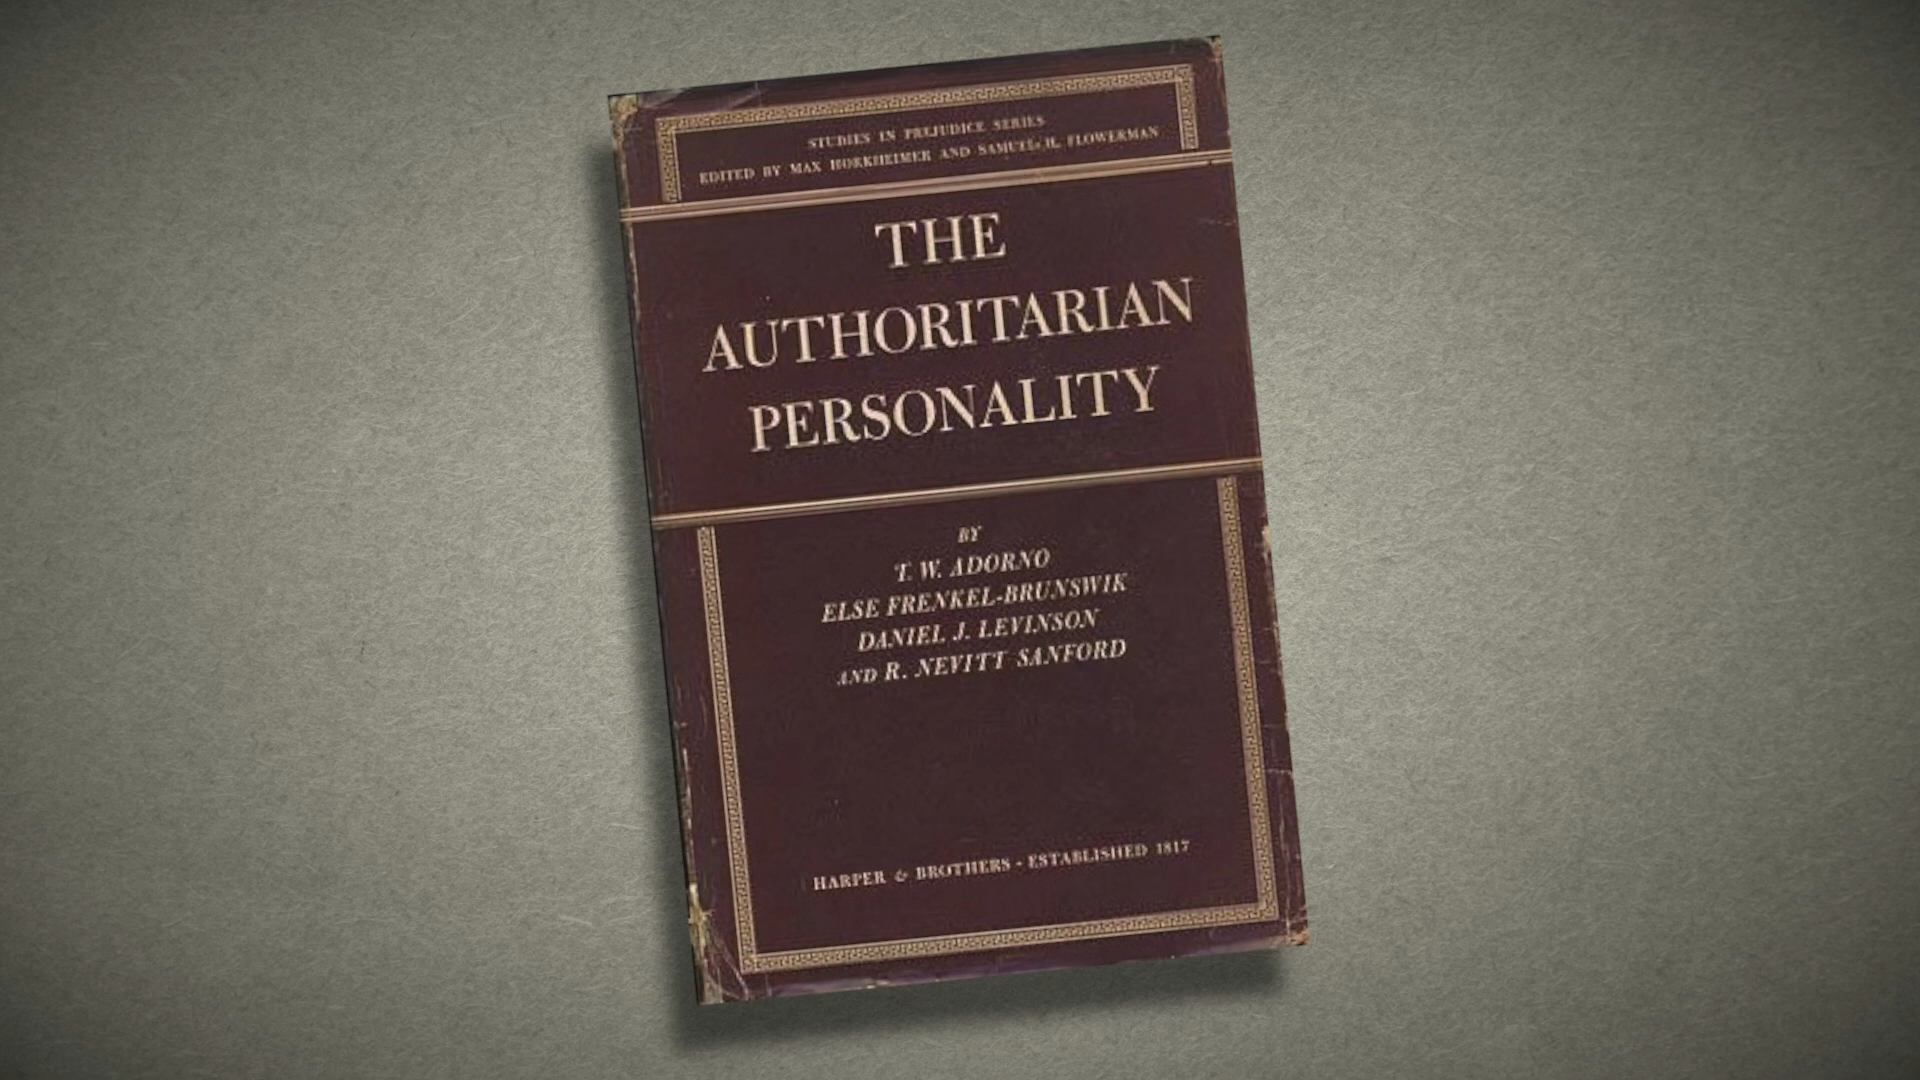 STUDIES IN PREJUDICE SERIES
EDITED BY MAX HORKHEIMER AND SAMUEL H. FLOWERMAN
THE
AUTHORITARIAN
PERSONALITY
BY
T. W. ADORNO
ELSE FRENKEL-BRUNSWIK
DANIEL J. LEVINSON
AND R. NEVITT SANFORD
HARPER & BROTHERS - ESTABLISHED 1817